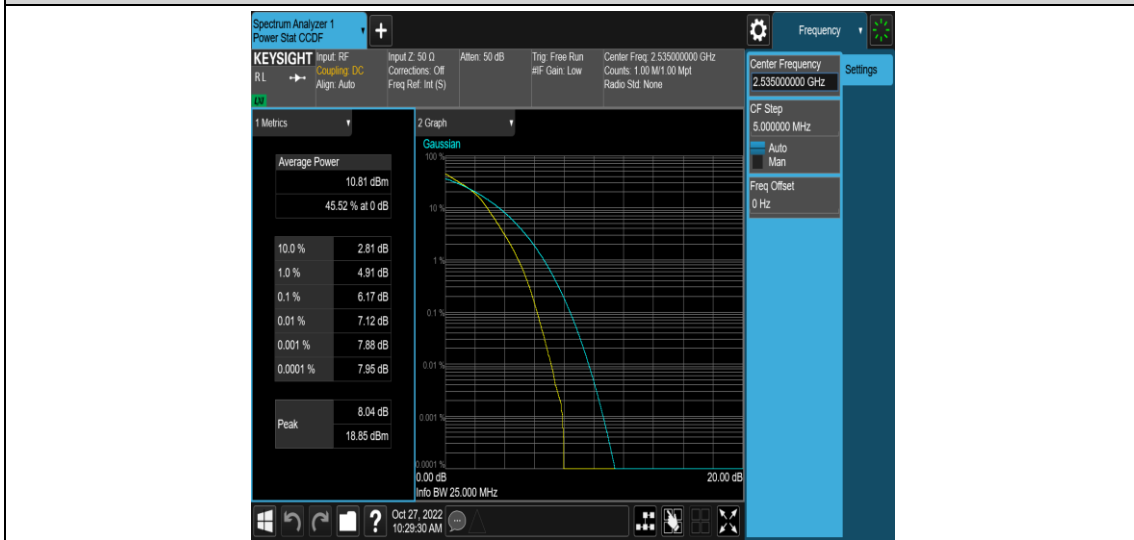 Spectrum Analyzer 1
Power Stat CCDF
Frequency
KEYSIGHT
RL
Input: RF
Coupling: DC
Align: Auto
Input Z: 50 Ω
Corrections: Off
Freq Ref: Int (S)
Atten: 50 dB
Trig: Free Run
#IF Gain: Low
Center Freq: 2.535000000 GHz
Counts: 1.00 M/1.00 Mpt
Radio Std: None
1 Metrics
Average Power
10.81 dBm
45.52 % at 0 dB
10.0 % 2.81 dB
1.0 % 4.91 dB
0.1 % 6.17 dB
0.01 % 7.12 dB
0.001 % 7.88 dB
0.0001 % 7.95 dB
Peak 8.04 dB
18.85 dBm
2 Graph
Gaussian
100 %
10 %
1 %
0.1 %
0.01 %
0.001 %
0.0001 %
0.00 dB 20.00 dB
Info BW 25.000 MHz
Center Frequency
2.535000000 GHz
Settings
CF Step
5.000000 MHz
Auto
Man
Freq Offset
0 Hz
?
Oct 27, 2022
10:29:30 AM